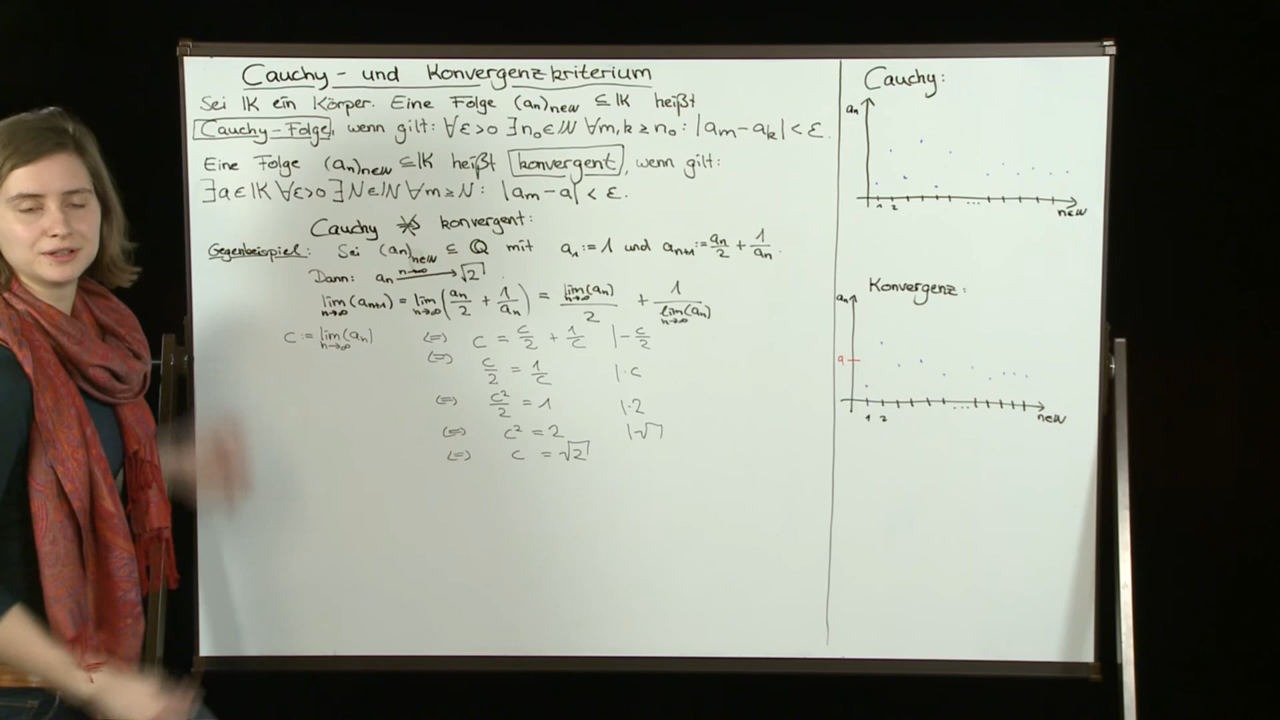 Cauchy- und Konvergenzkriterium
Sei 𝕂 ein Körper. Eine Folge (aₙ)ₙ∈ℕ ⊆ 𝕂 heißt
Cauchy-Folge, wenn gilt: ∀ε>0 ∃n₀∈ℕ ∀m,k ≥ n₀: |aₘ-aₖ| < ε.
Eine Folge (aₙ)ₙ∈ℕ ⊆ 𝕂 heißt konvergent, wenn gilt:
∃a∈𝕂 ∀ε>0 ∃N∈ℕ ∀m≥N: |aₘ-a| < ε.
Cauchy ⇏ konvergent:
Gegenbeispiel: Sei (aₙ)ₙ∈ℕ ⊆ ℚ mit a₁:=1 und aₙ₊₁:=aₙ/2 + 1/aₙ.
Dann: aₙ —n→∞→ √2
lim n→∞ (aₙ₊₁) = lim n→∞ (aₙ/2 + 1/aₙ) = lim n→∞ (aₙ) / 2 + 1 / lim n→∞ (aₙ)
c := lim n→∞ (aₙ) ⇔ c = c/2 + 1/c |-c/2
⇔ c/2 = 1/c |·c
⇔ c²/2 = 1 |·2
⇔ c² = 2 |√
⇔ c = √2
Cauchy:
aₙ
1 2 ... n∈ℕ
Konvergenz:
aₙ
a
1 2 ... n∈ℕ